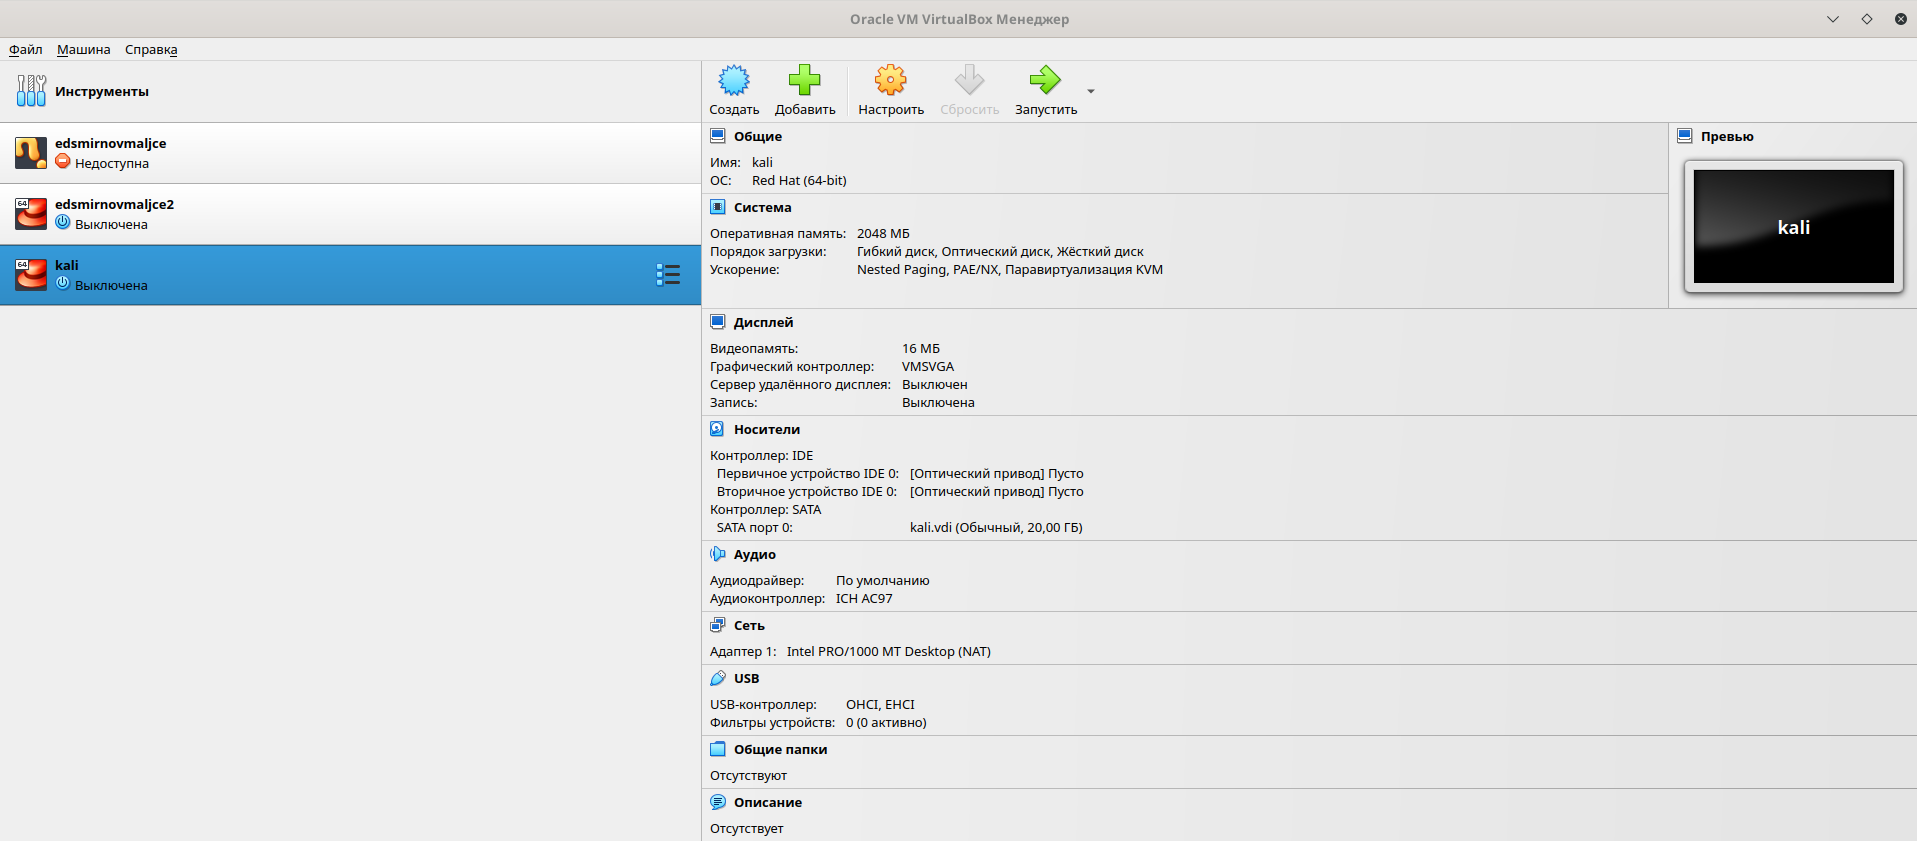 Oracle VM VirtualBox Менеджер
Файл Машина Справка
Инструменты
edsmirnovmaljce
Недоступна
64
edsmirnovmaljce2
Выключена
64
kali
Выключена
Создать Добавить Настроить Сбросить Запустить
Общие
Имя: kali
ОС: Red Hat (64-bit)
Превью
kali
Система
Оперативная память: 2048 МБ
Порядок загрузки: Гибкий диск, Оптический диск, Жёсткий диск
Ускорение: Nested Paging, PAE/NX, Паравиртуализация KVM
Дисплей
Видеопамять: 16 МБ
Графический контроллер: VMSVGA
Сервер удалённого дисплея: Выключен
Запись: Выключена
Носители
Контроллер: IDE
Первичное устройство IDE 0: [Оптический привод] Пусто
Вторичное устройство IDE 0: [Оптический привод] Пусто
Контроллер: SATA
SATA порт 0: kali.vdi (Обычный, 20,00 ГБ)
Аудио
Аудиодрайвер: По умолчанию
Аудиоконтроллер: ICH AC97
Сеть
Адаптер 1: Intel PRO/1000 MT Desktop (NAT)
USB
USB-контроллер: OHCI, EHCI
Фильтры устройств: 0 (0 активно)
Общие папки
Отсутствуют
Описание
Отсутствует